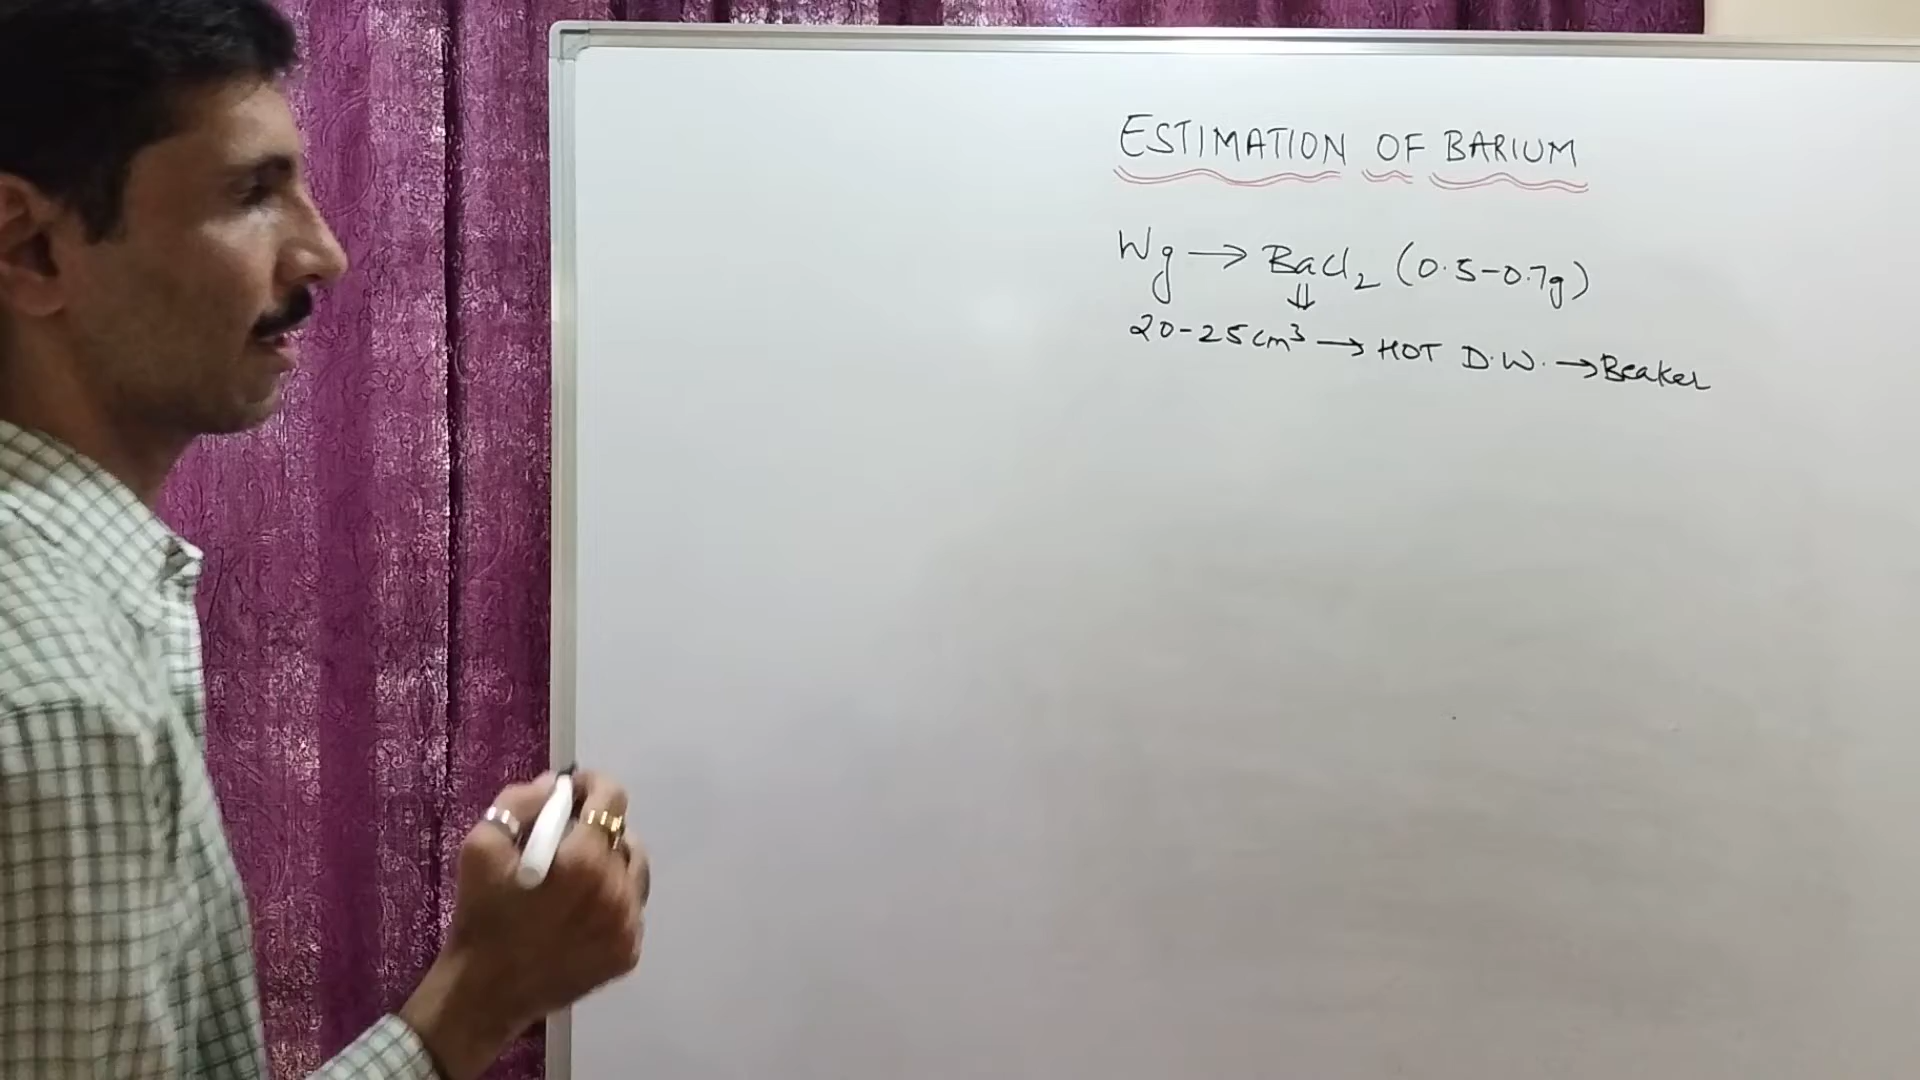 ESTIMATION OF BARIUM
Wg → BaCl₂ (0.5-0.7g)
⇓
20-25cm³ → HOT D.W. → Beaker